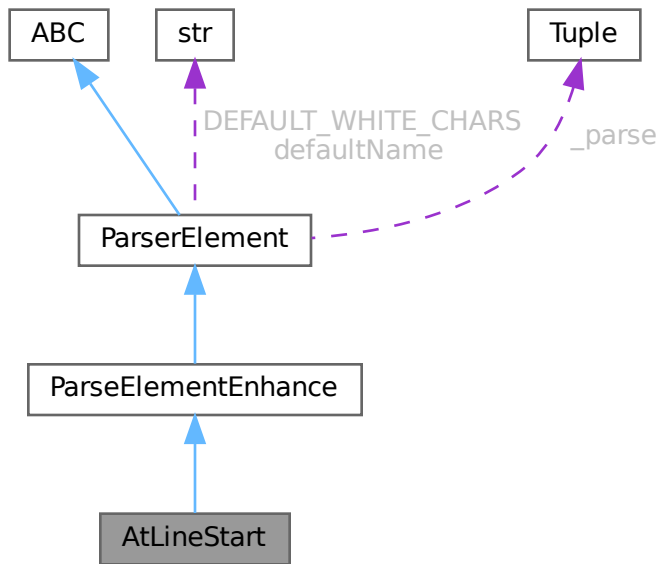 ABC
str
Tuple
DEFAULT_WHITE_CHARS
defaultName
_parse
ParserElement
ParseElementEnhance
AtLineStart